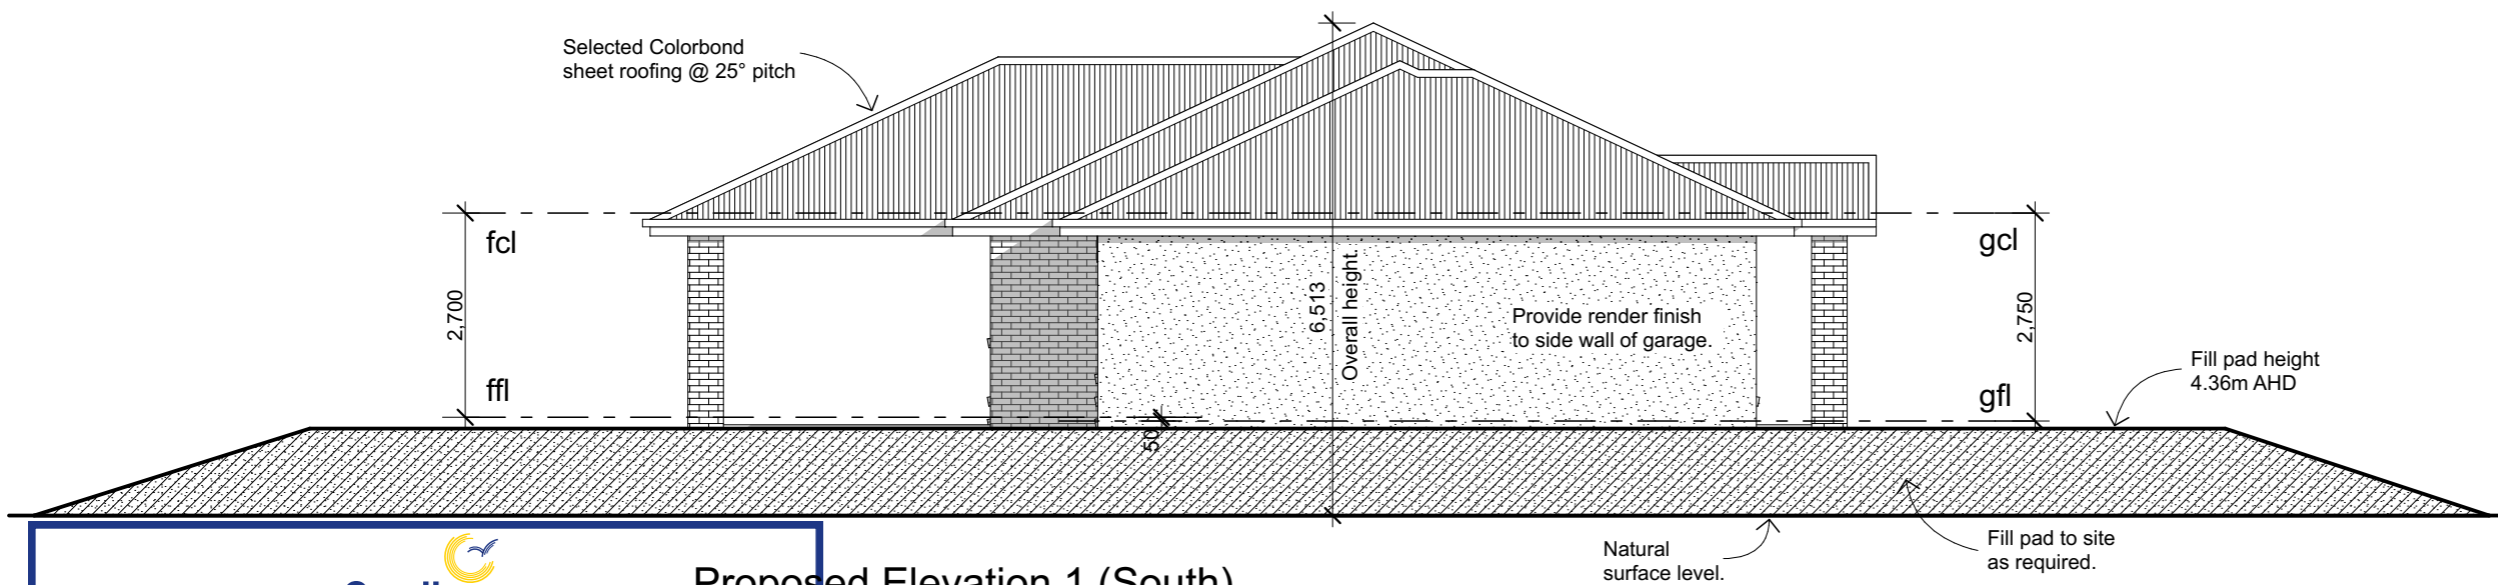 Selected Colorbond
sheet roofing @ 25° pitch
fcl
gcl
2,700
6,513
Overall height.
Provide render finish
to side wall of garage.
2,750
Fill pad height
4.36m AHD
ffl
gfl
50
Natural
surface level.
Fill pad to site
as required.
Proposed Elevation 1 (South)